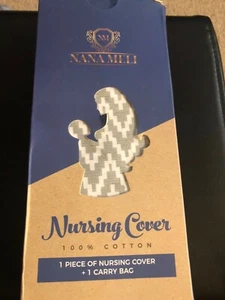 NM
NANA MELI
Nursing Cover
100% COTTON
1 PIECE OF NURSING COVER
+ 1 CARRY BAG